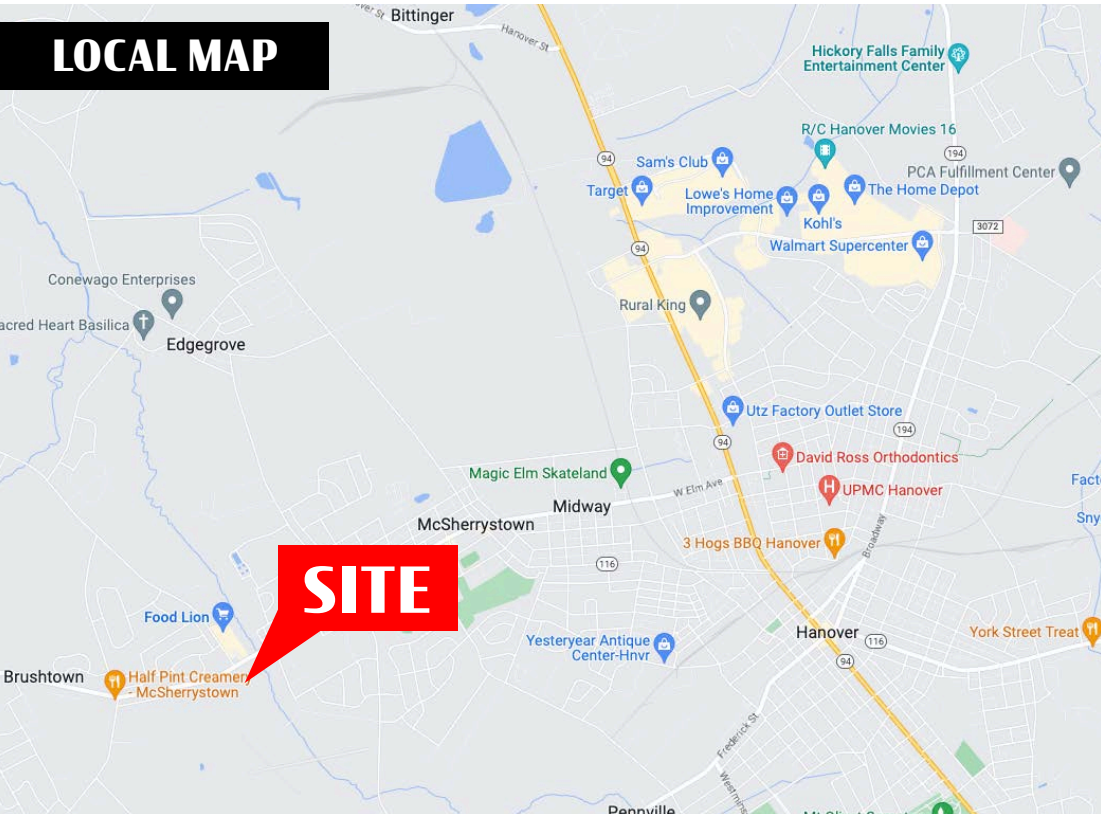 Bittinger
Hanover St
LOCAL MAP
Hickory Falls Family
Entertainment Center
R/C Hanover Movies 16
94
Sam's Club
194
PCA Fulfillment Center
Target
Lowe's Home
Improvement
The Home Depot
Kohl's
3072
94
Walmart Supercenter
Conewago Enterprises
Rural King
acred Heart Basilica
Edgegrove
Utz Factory Outlet Store
194
94
David Ross Orthodontics
Magic Elm Skateland
W Elm Ave
UPMC Hanover
Fact
Midway
McSherrystown
Sny
3 Hogs BBQ Hanover
Broadway
116
SITE
Food Lion
Yesteryear Antique
Center-Hnvr
Hanover
116
York Street Treat
94
Brushtown
Half Pint Creamery
- McSherrystown
Frederick St
Westmins
Pennville